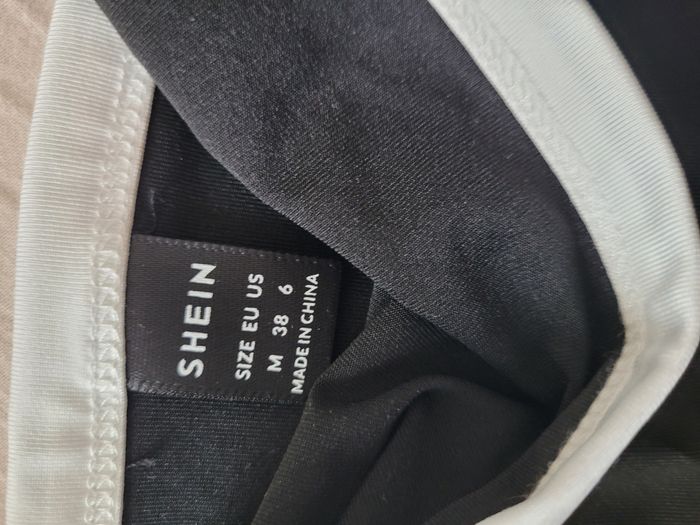 SHEIN
SIZE EU US
M 38 6
MADE IN CHINA